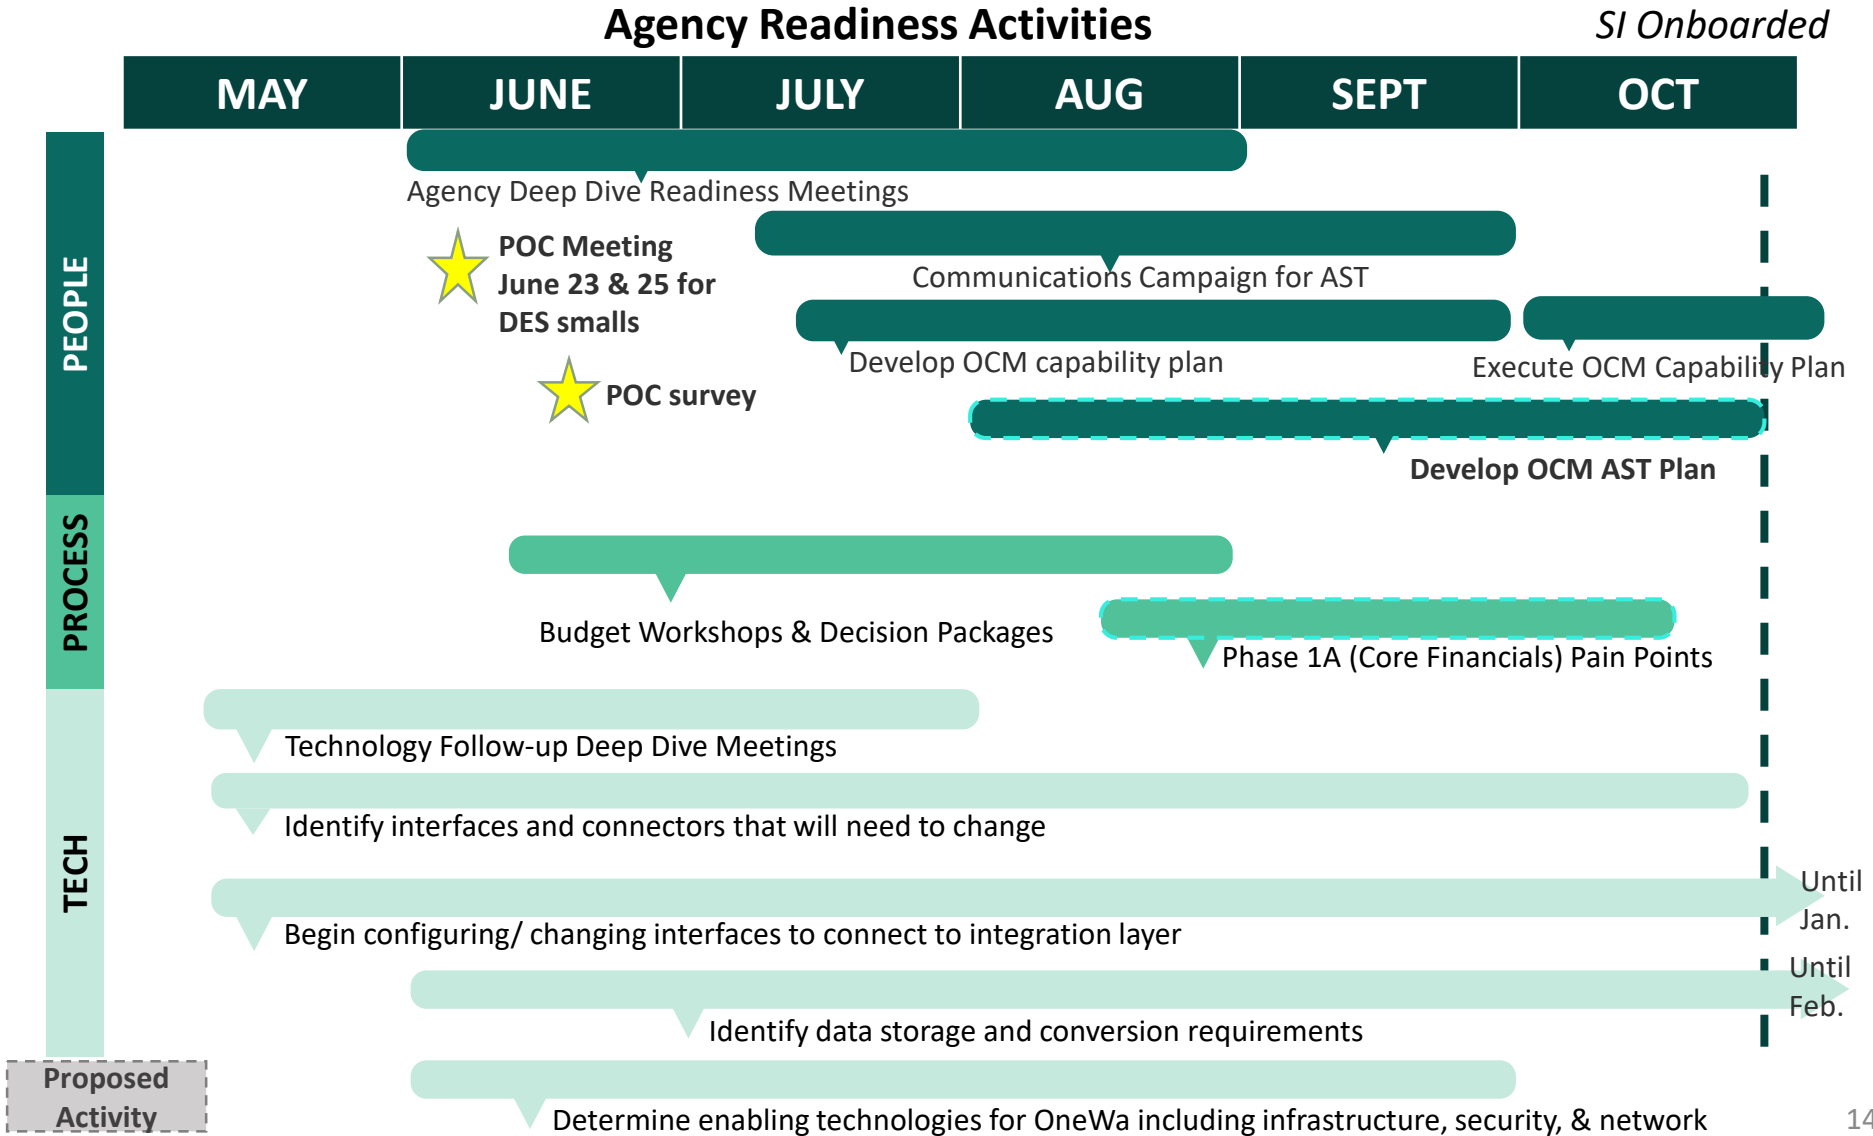 Agency Readiness Activities
SI Onboarded
MAY JUNE JULY AUG SEPT OCT
PEOPLE
Agency Deep Dive Readiness Meetings
POC Meeting
June 23 & 25 for
DES smalls
Communications Campaign for AST
Develop OCM capability plan
Execute OCM Capability Plan
POC survey
Develop OCM AST Plan
PROCESS
Budget Workshops & Decision Packages
Phase 1A (Core Financials) Pain Points
TECH
Technology Follow-up Deep Dive Meetings
Identify interfaces and connectors that will need to change
Until
Jan.
Begin configuring/ changing interfaces to connect to integration layer
Until
Feb.
Identify data storage and conversion requirements
Proposed
Activity
Determine enabling technologies for OneWa including infrastructure, security, & network
14